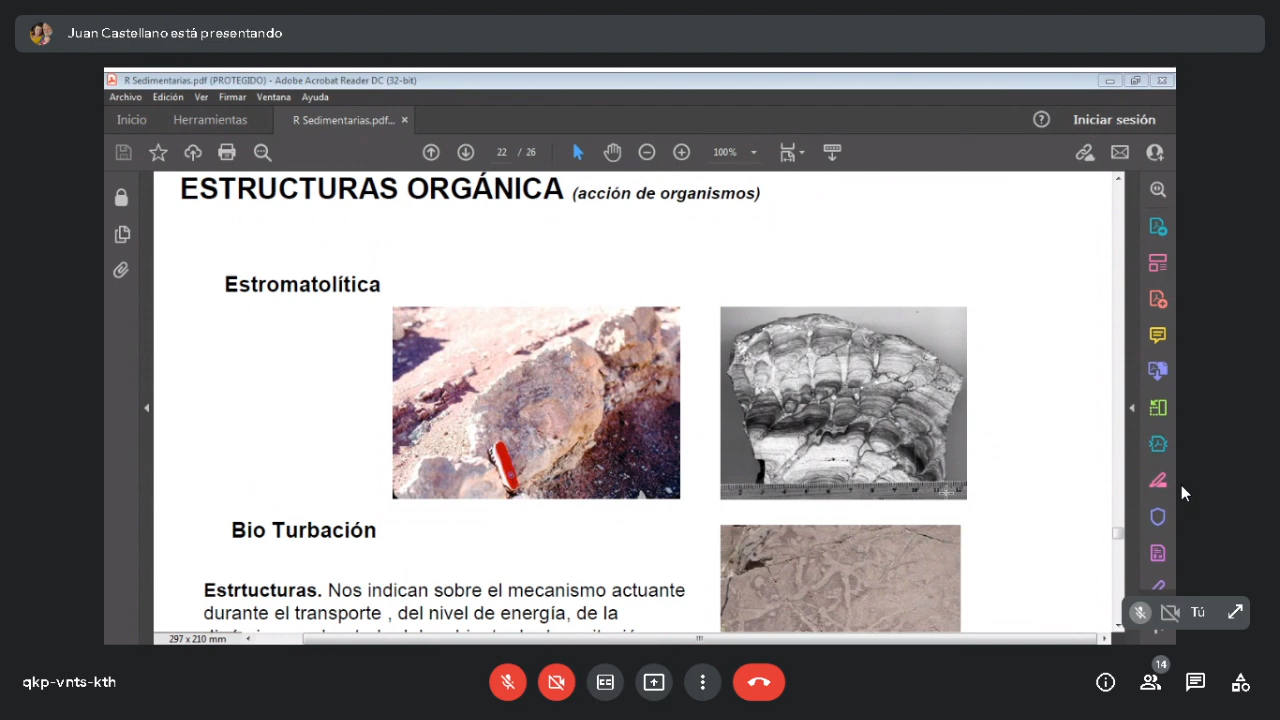 Juan Castellano está presentando
R Sedimentarias.pdf (PROTEGIDO) - Adobe Acrobat Reader DC (32-bit)
Archivo Edición Ver Firmar Ventana Ayuda
Inicio Herramientas R Sedimentarias.pdf... × Iniciar sesión
22 / 26 100%
ESTRUCTURAS ORGÁNICA (acción de organismos)
Estromatolítica
Bio Turbación
Estrtucturas. Nos indican sobre el mecanismo actuante
durante el transporte , del nivel de energía, de la
297 x 210 mm
Tú
qkp-vnts-kth
14